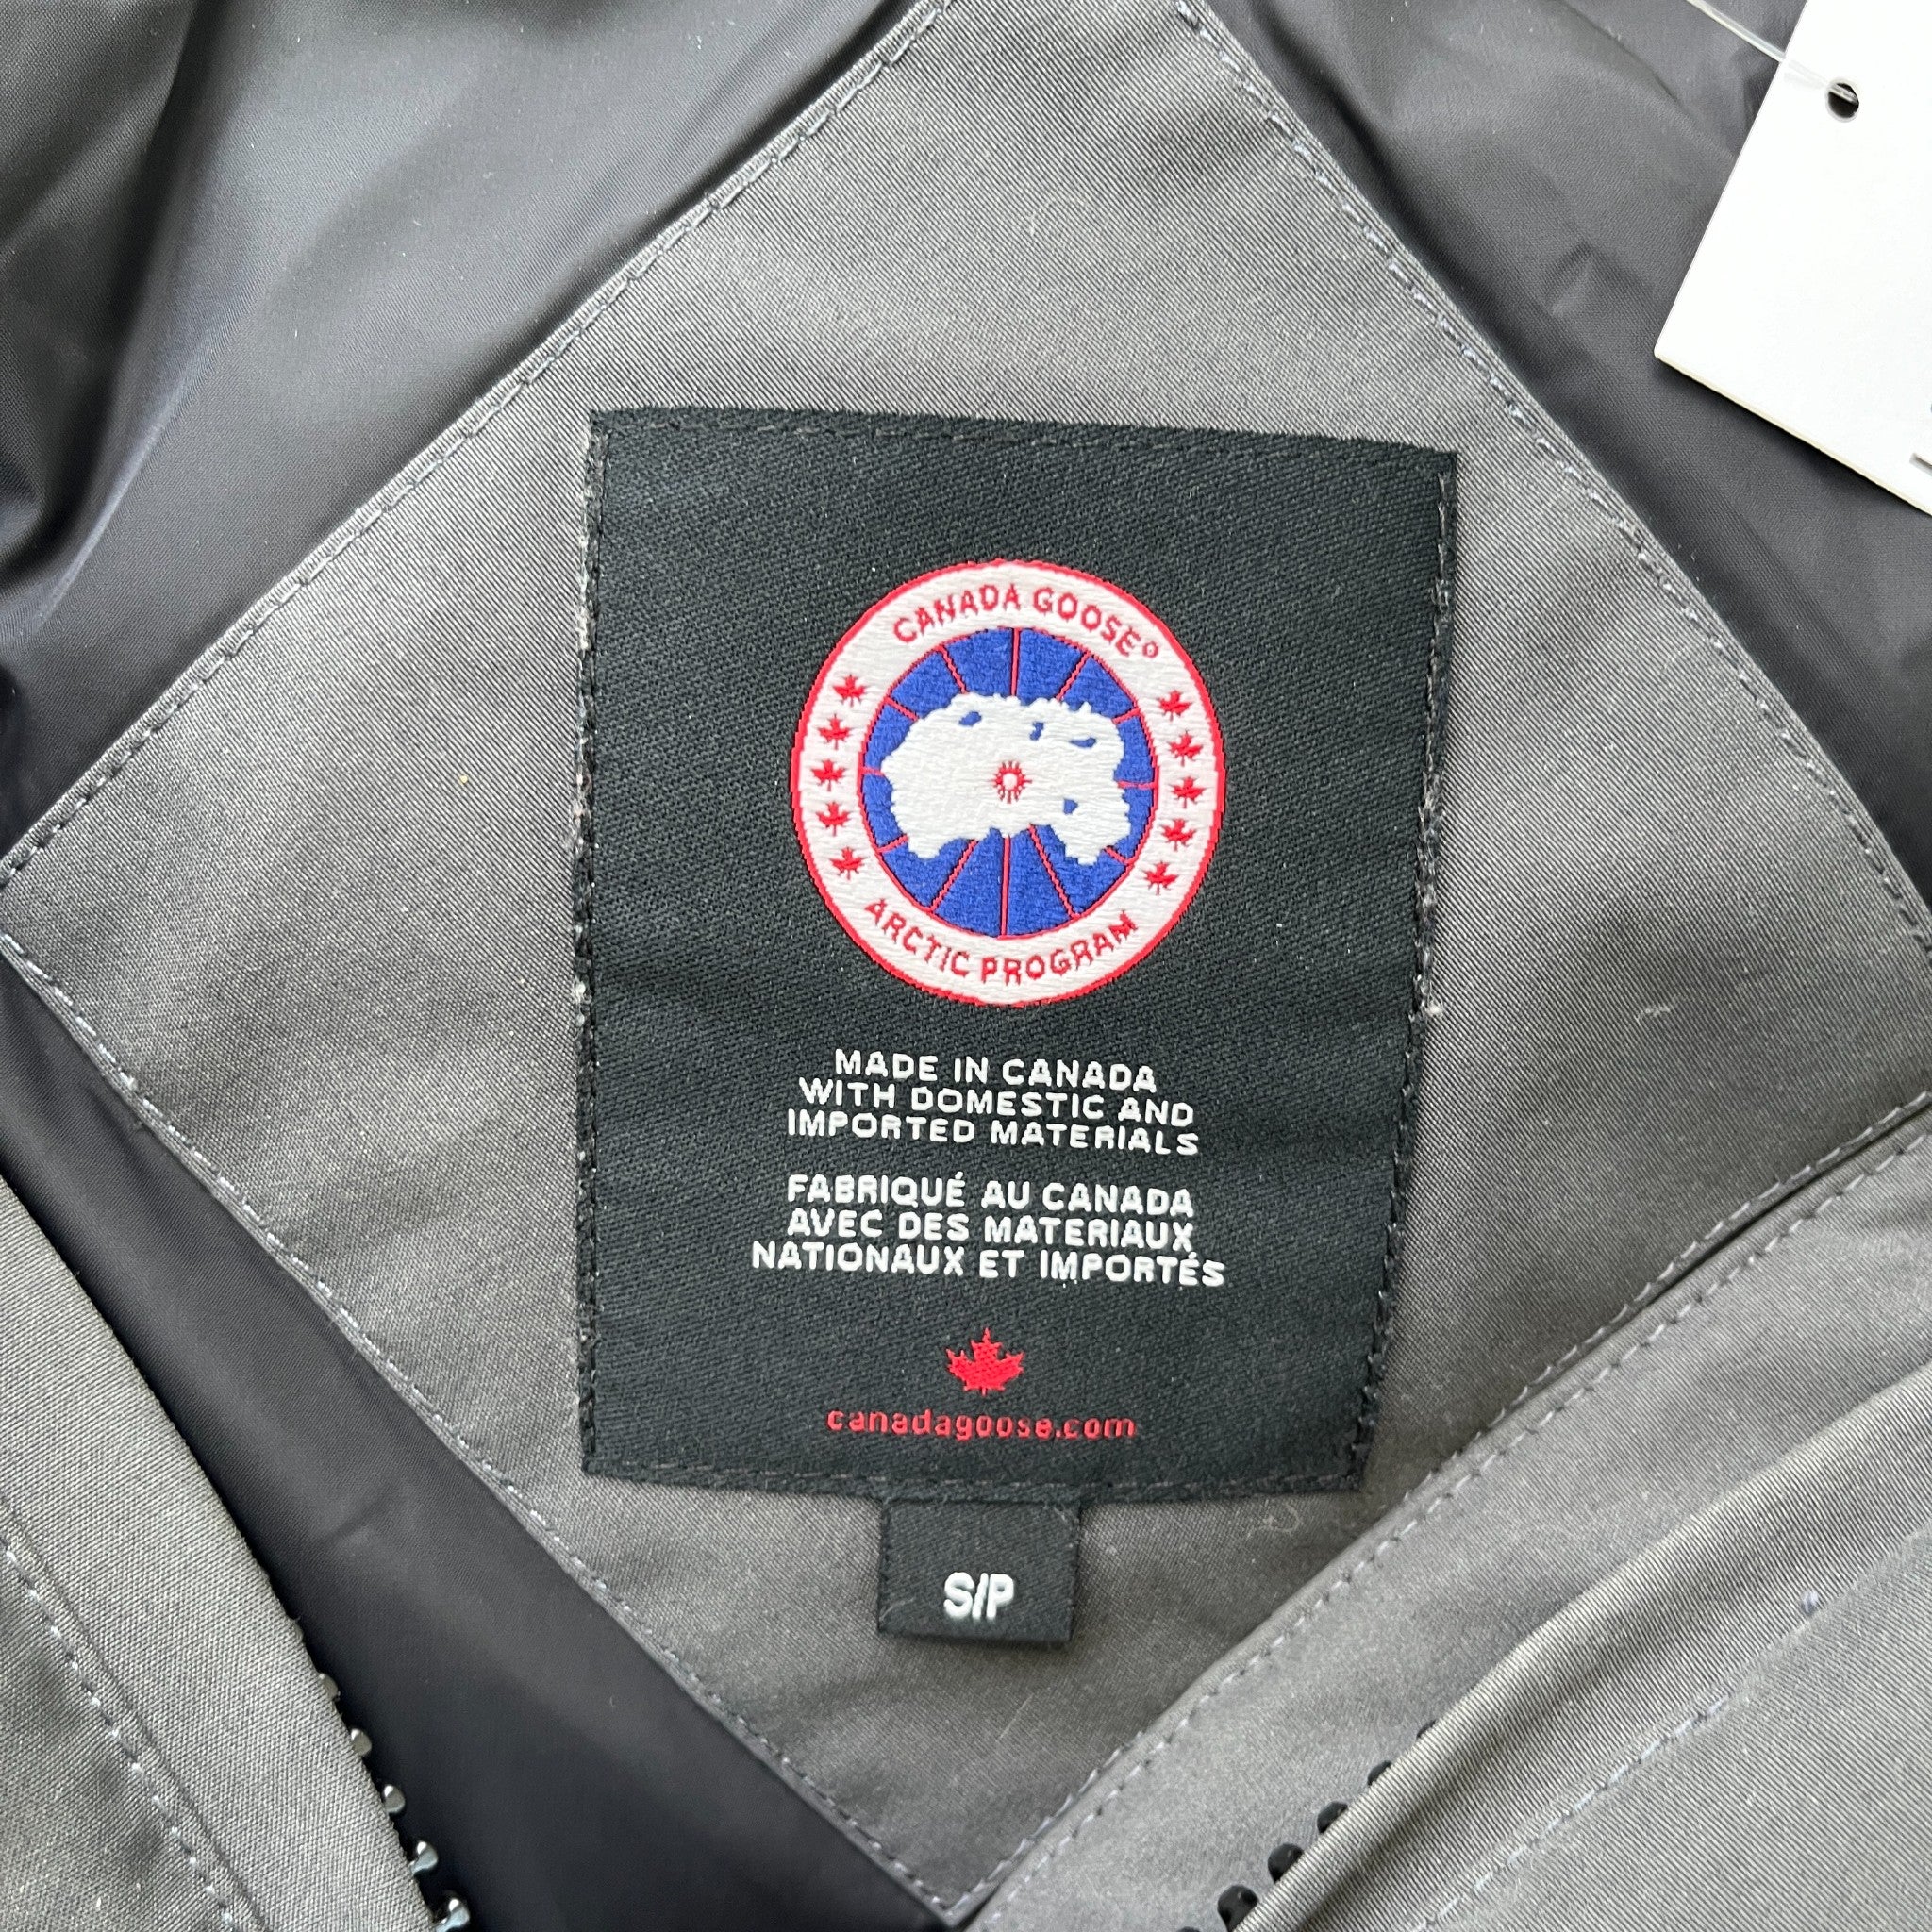 CANADA GOOSE®
ARCTIC PROGRAM
MADE IN CANADA
WITH DOMESTIC AND
IMPORTED MATERIALS
FABRIQUÉ AU CANADA
AVEC DES MATERIAUX
NATIONAUX ET IMPORTÉS
canadagoose.com
S/P